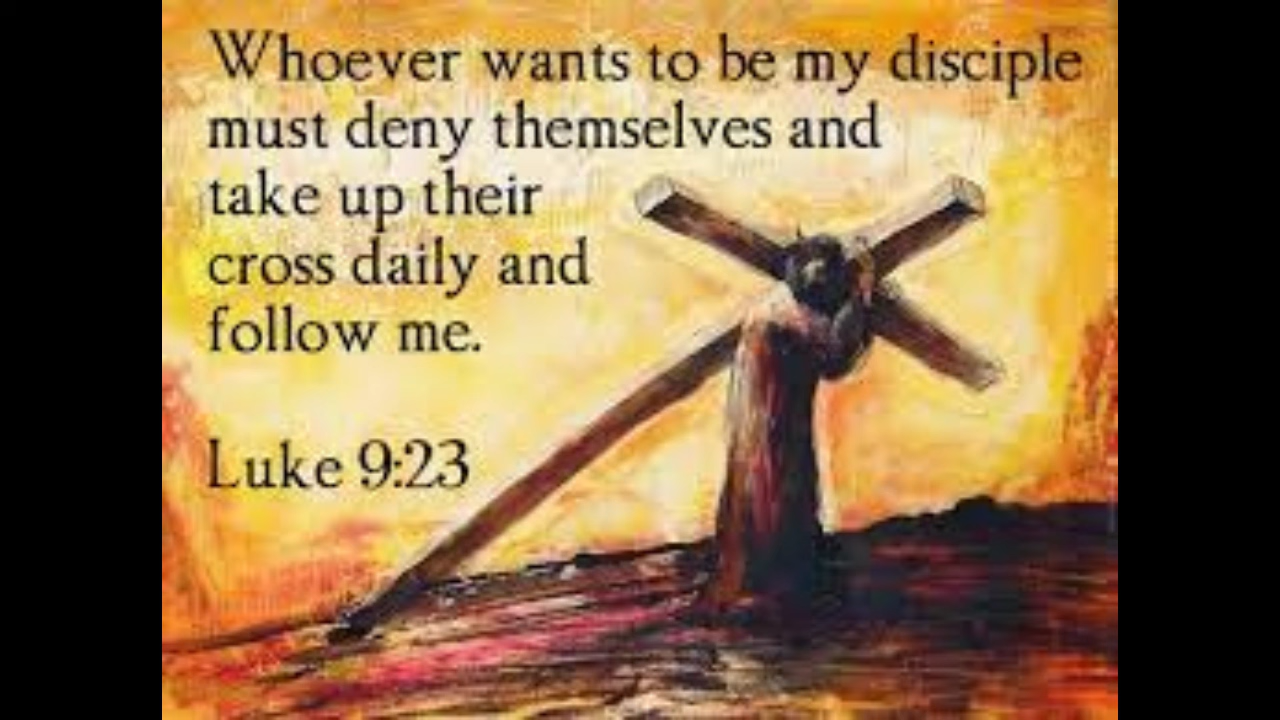 Whoever wants to be my disciple
must deny themselves and
take up their
cross daily and
follow me.
Luke 9:23